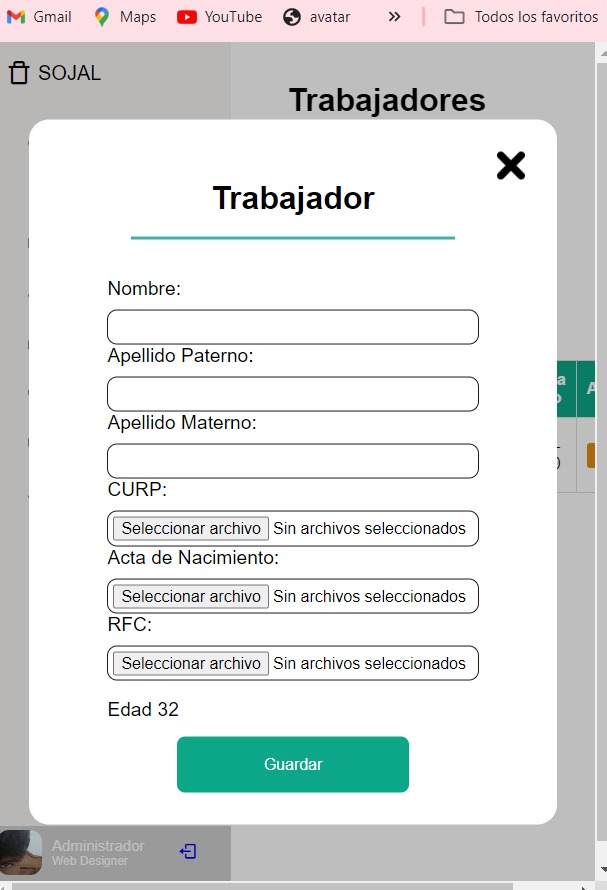 Gmail Maps YouTube avatar » Todos los favoritos
SOJAL
Trabajadores
Trabajador
Nombre:
Apellido Paterno:
Apellido Materno:
CURP:
Seleccionar archivo Sin archivos seleccionados
Acta de Nacimiento:
Seleccionar archivo Sin archivos seleccionados
RFC:
Seleccionar archivo Sin archivos seleccionados
Edad 32
Guardar
Administrador
Web Designer